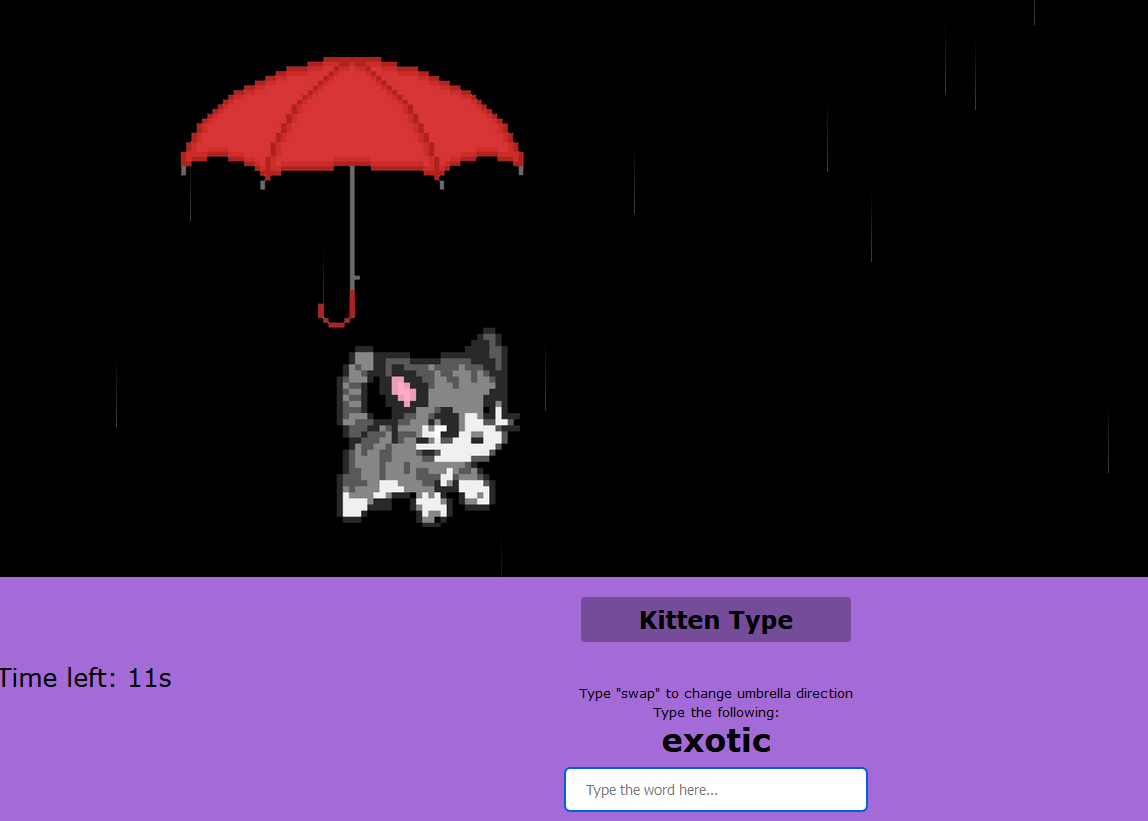 Kitten Type
Time left: 11s
Type "swap" to change umbrella direction
Type the following:
exotic
Type the word here...